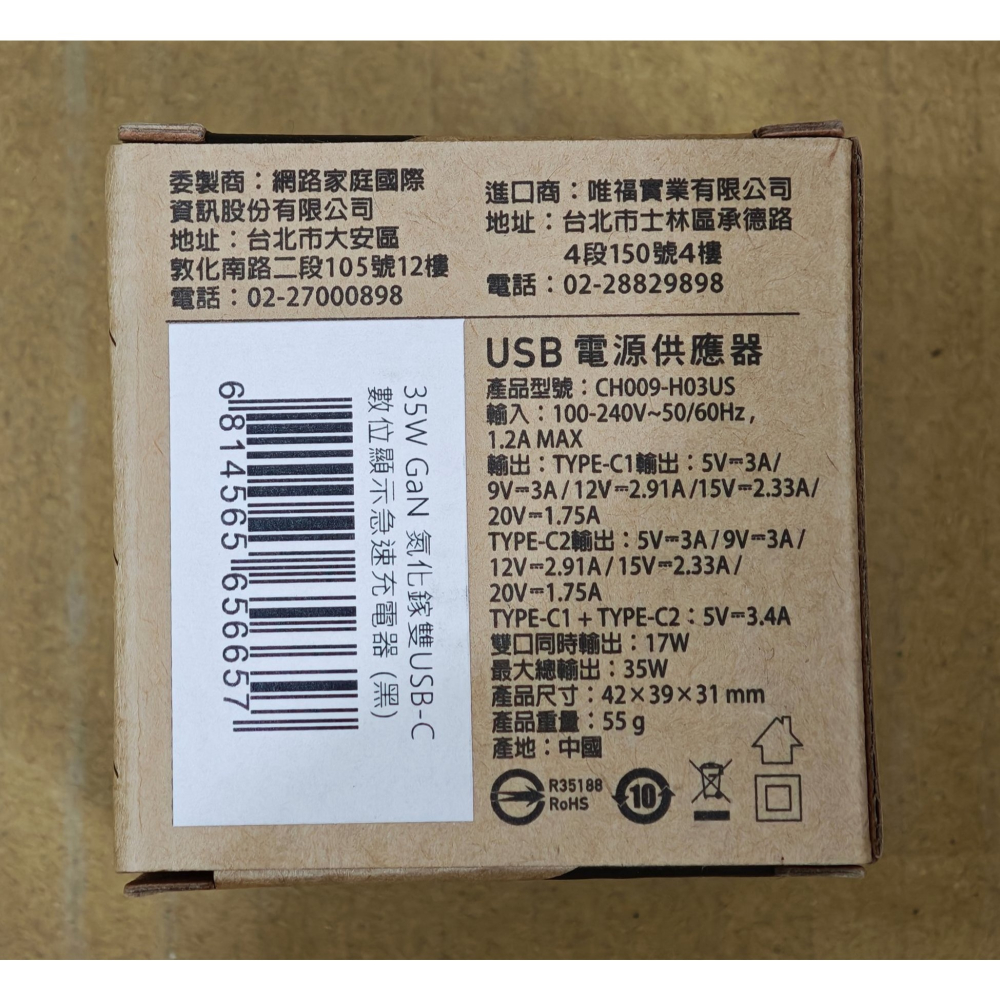 委製商：網路家庭國際
資訊股份有限公司
地址：台北市大安區
敦化南路二段105號12樓
電話：02-27000898
進口商：唯福實業有限公司
地址：台北市士林區承德路
4段150號4樓
電話：02-28829898
35W GaN 氮化鎵雙USB-C
數位顯示急速充電器 (黑)
6 814565 656657
USB 電源供應器
產品型號：CH009-H03US
輸入：100-240V~50/60Hz,
1.2A MAX
輸出：TYPE-C1輸出：5V⎓3A/
9V⎓3A / 12V⎓2.91A /15V⎓2.33A/
20V⎓1.75A
TYPE-C2輸出：5V⎓3A / 9V⎓3A /
12V⎓2.91A / 15V⎓2.33A /
20V⎓1.75A
TYPE-C1 + TYPE-C2：5V⎓3.4A
雙口同時輸出：17W
最大總輸出：35W
產品尺寸：42×39×31 mm
產品重量：55 g
產地：中國
R35188
RoHS
10